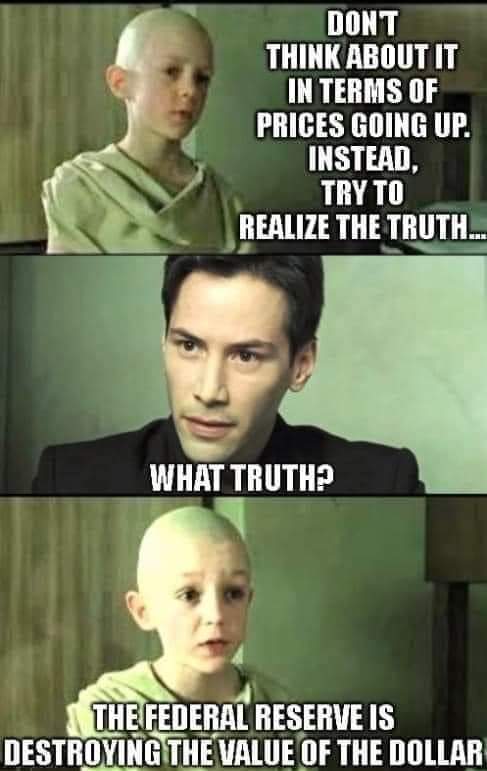 DON'T
THINK ABOUT IT
IN TERMS OF
PRICES GOING UP.
INSTEAD,
TRY TO
REALIZE THE TRUTH...
WHAT TRUTH?
THE FEDERAL RESERVE IS
DESTROYING THE VALUE OF THE DOLLAR